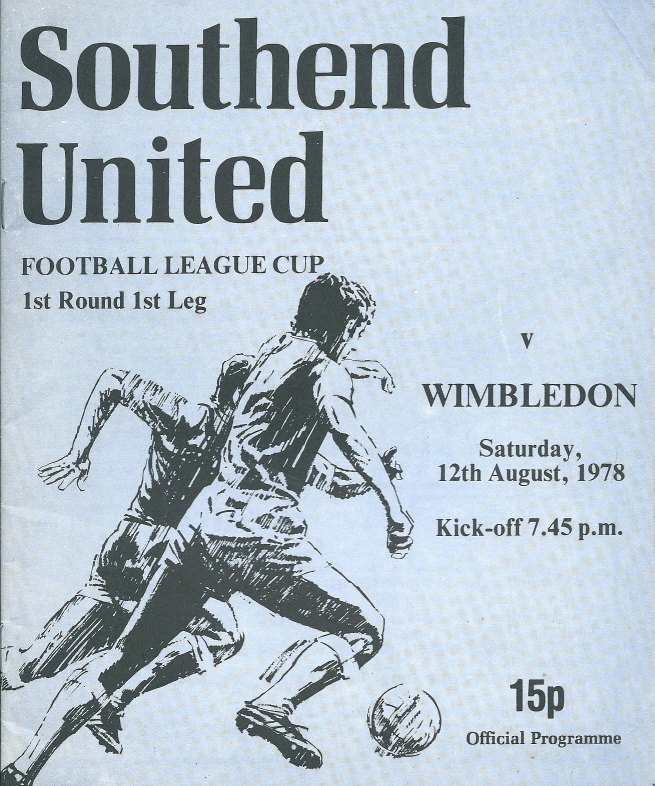 Southend
United
FOOTBALL LEAGUE CUP
1st Round 1st Leg
v
WIMBLEDON
Saturday,
12th August, 1978
Kick-off 7.45 p.m.
15p
Official Programme